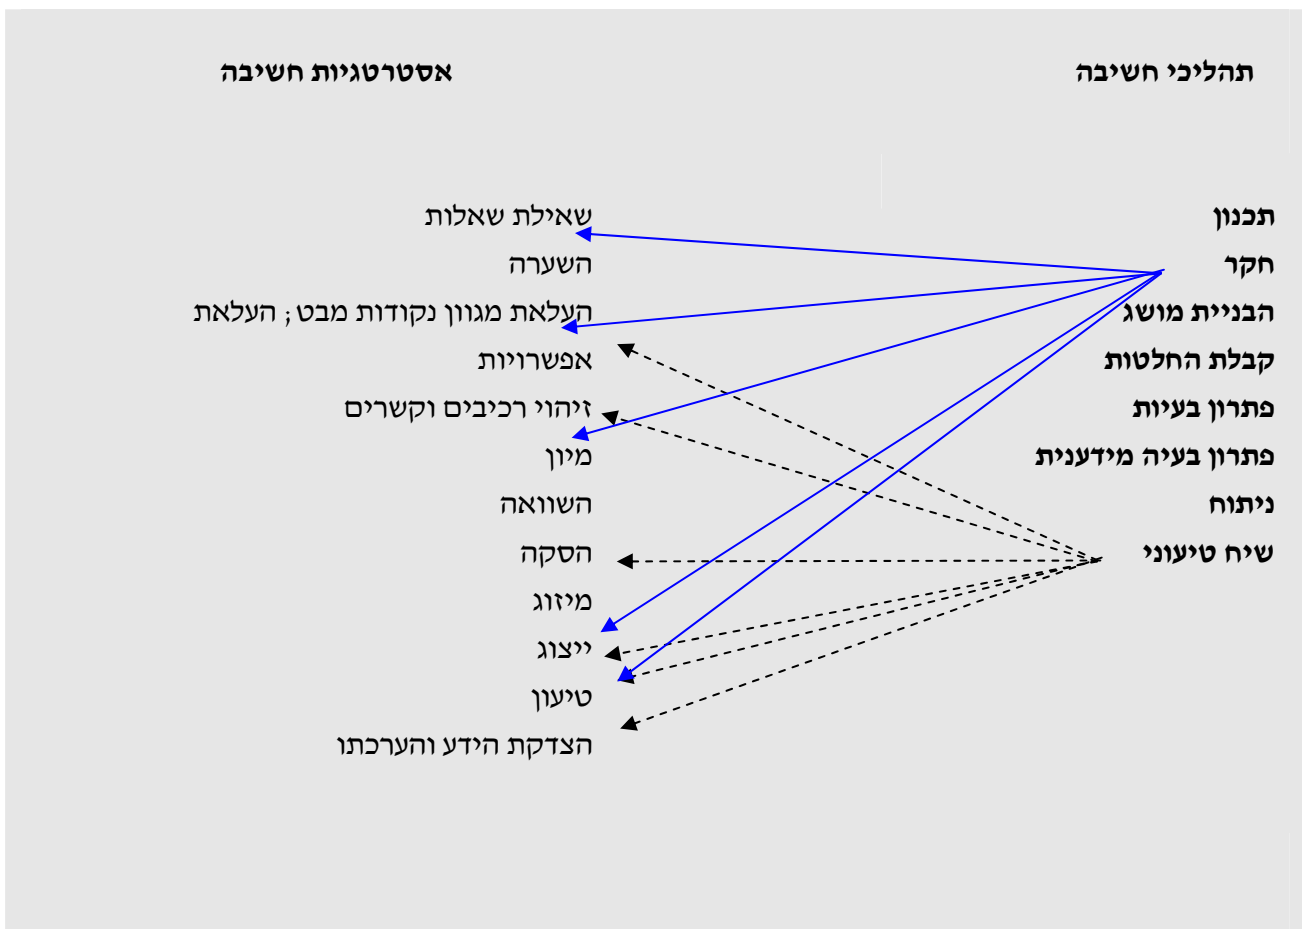 תהליכי חשיבה
אסטרטגיות חשיבה
תכנון
חקר
הבניית מושג
קבלת החלטות
פתרון בעיות
פתרון בעיה מידענית
ניתוח
שיח טיעוני
שאילת שאלות
השערה
העלאת מגוון נקודות מבט; העלאת
אפשרויות
זיהוי רכיבים וקשרים
מיון
השוואה
הסקה
מיזוג
ייצוג
טיעון
הצדקת הידע והערכתו